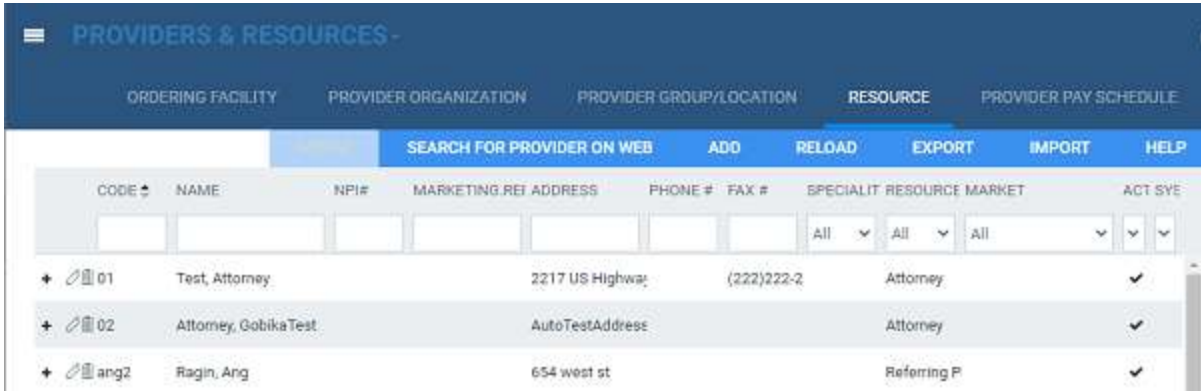 PROVIDERS & RESOURCES -
ORDERING FACILITY PROVIDER ORGANIZATION PROVIDER GROUP/LOCATION RESOURCE PROVIDER PAY SCHEDULE
SEARCH FOR PROVIDER ON WEB ADD RELOAD EXPORT IMPORT HELP
CODE NAME NPI# MARKETING REI ADDRESS PHONE # FAX # SPECIALIT RESOURCE MARKET ACT SYS
All All All
01 Test, Attorney 2217 US Highway (222)222-2 Attorney
02 Attorney, GobikaTest AutoTestAddress Attorney
ang2 Ragin, Ang 654 west st Referring P